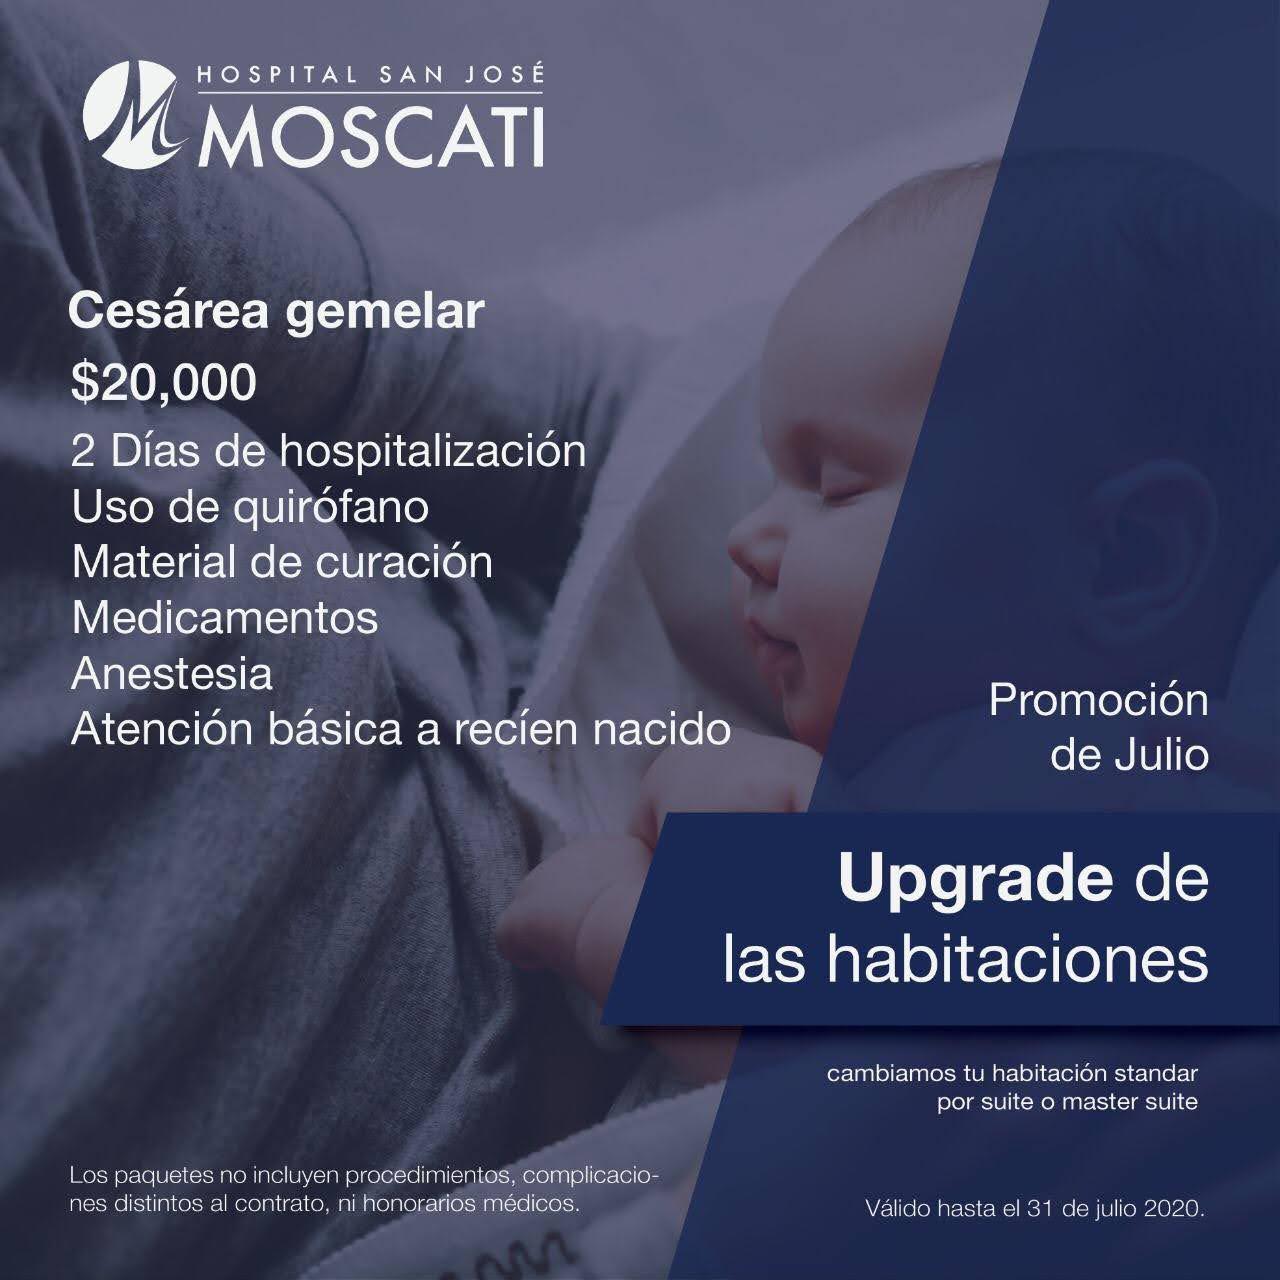 HOSPITAL SAN JOSÉ
MOSCATI
Cesárea gemelar
$20,000
2 Días de hospitalización
Uso de quirófano
Material de curación
Medicamentos
Anestesia
Atención básica a recíen nacido
Promoción
de Julio
Upgrade de
las habitaciones
cambiamos tu habitación standar
por suite o master suite
Los paquetes no incluyen procedimientos, complicacio-
nes distintos al contrato, ni honorarios médicos.
Válido hasta el 31 de julio 2020.